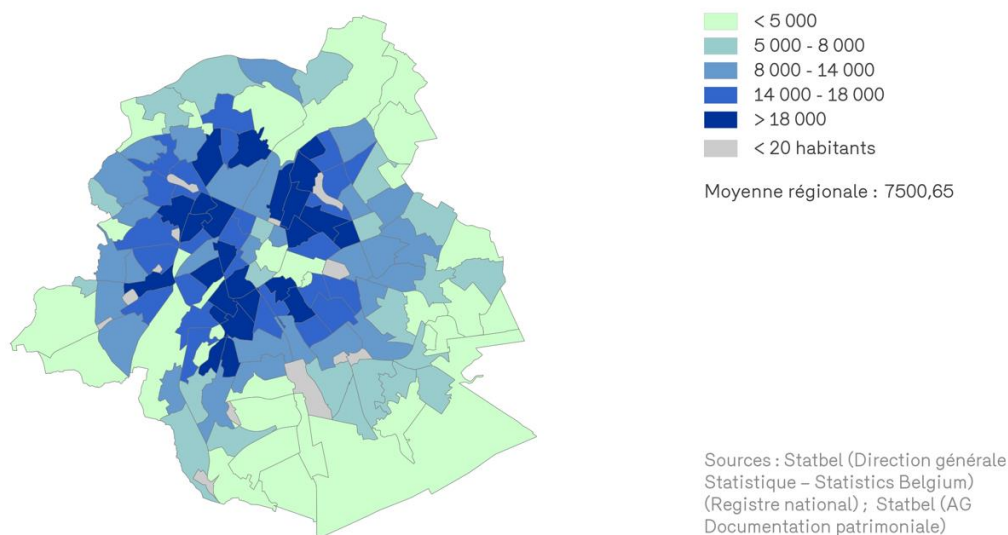 < 5 000
5 000 - 8 000
8 000 - 14 000
14 000 - 18 000
> 18 000
< 20 habitants
Moyenne régionale : 7500,65
Sources : Statbel (Direction générale
Statistique – Statistics Belgium)
(Registre national) ; Statbel (AG
Documentation patrimoniale)